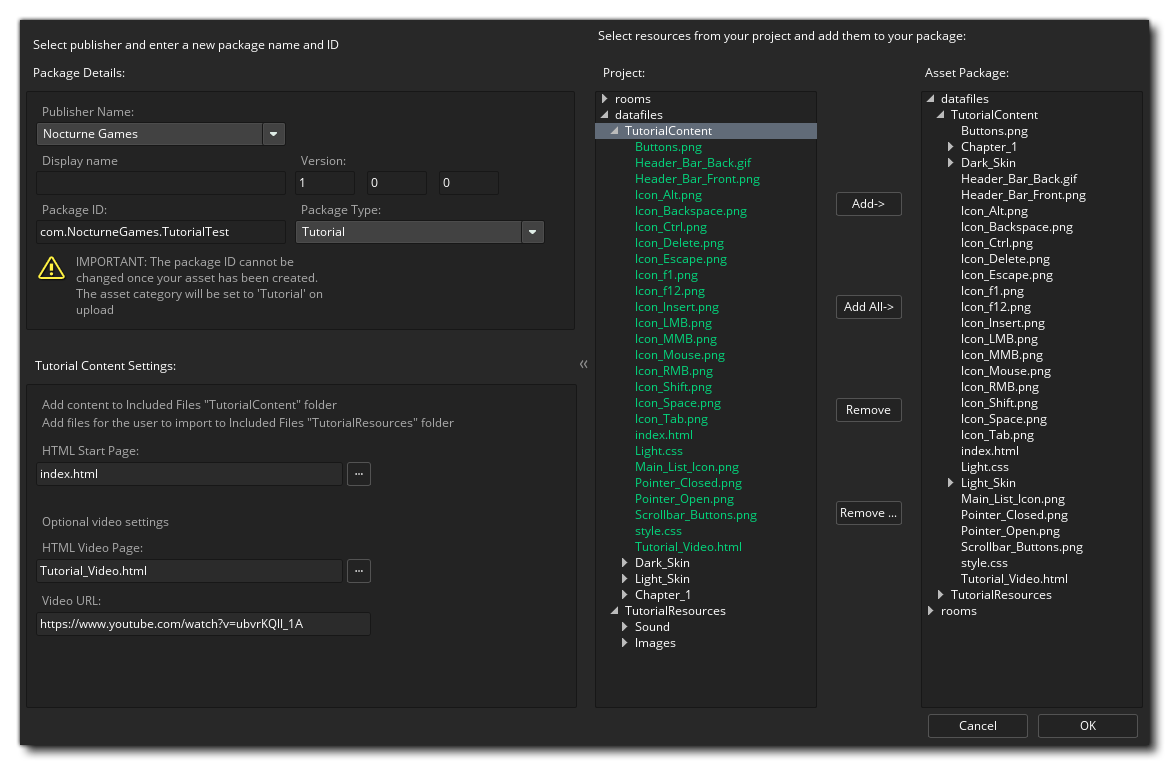 Select publisher and enter a new package name and ID
Package Details:
Publisher Name:
Nocturne Games
Display name
Version:
1
0
0
Package ID:
Package Type:
com.NocturneGames.TutorialTest
Tutorial
IMPORTANT: The package ID cannot be
changed once your asset has been created.
The asset category will be set to 'Tutorial' on
upload
Tutorial Content Settings:
Add content to Included Files "TutorialContent" folder
Add files for the user to import to Included Files "TutorialResources" folder
HTML Start Page:
index.html
...
Optional video settings
HTML Video Page:
Tutorial_Video.html
...
Video URL:
https://www.youtube.com/watch?v=ubvrKQll_1A
«
Select resources from your project and add them to your package:
Project:
rooms
datafiles
TutorialContent
Buttons.png
Header_Bar_Back.gif
Header_Bar_Front.png
Icon_Alt.png
Icon_Backspace.png
Icon_Ctrl.png
Icon_Delete.png
Icon_Escape.png
Icon_f1.png
Icon_f12.png
Icon_Insert.png
Icon_LMB.png
Icon_MMB.png
Icon_Mouse.png
Icon_RMB.png
Icon_Shift.png
Icon_Space.png
Icon_Tab.png
index.html
Light.css
Main_List_Icon.png
Pointer_Closed.png
Pointer_Open.png
Scrollbar_Buttons.png
style.css
Tutorial_Video.html
Dark_Skin
Light_Skin
Chapter_1
TutorialResources
Sound
Images
Add->
Add All->
Remove
Remove ...
Asset Package:
datafiles
TutorialContent
Buttons.png
Chapter_1
Dark_Skin
Header_Bar_Back.gif
Header_Bar_Front.png
Icon_Alt.png
Icon_Backspace.png
Icon_Ctrl.png
Icon_Delete.png
Icon_Escape.png
Icon_f1.png
Icon_f12.png
Icon_Insert.png
Icon_LMB.png
Icon_MMB.png
Icon_Mouse.png
Icon_RMB.png
Icon_Shift.png
Icon_Space.png
Icon_Tab.png
index.html
Light.css
Light_Skin
Main_List_Icon.png
Pointer_Closed.png
Pointer_Open.png
Scrollbar_Buttons.png
style.css
Tutorial_Video.html
TutorialResources
rooms
Cancel
OK